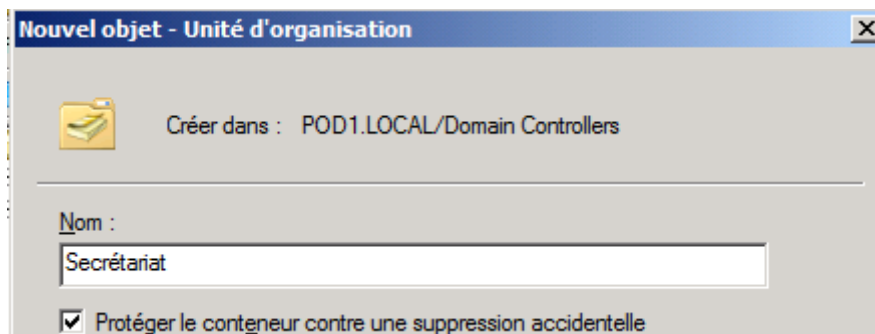 Nouvel objet - Unité d'organisation
Créer dans : POD1.LOCAL/Domain Controllers
Nom :
Secrétariat
Protéger le conteneur contre une suppression accidentelle